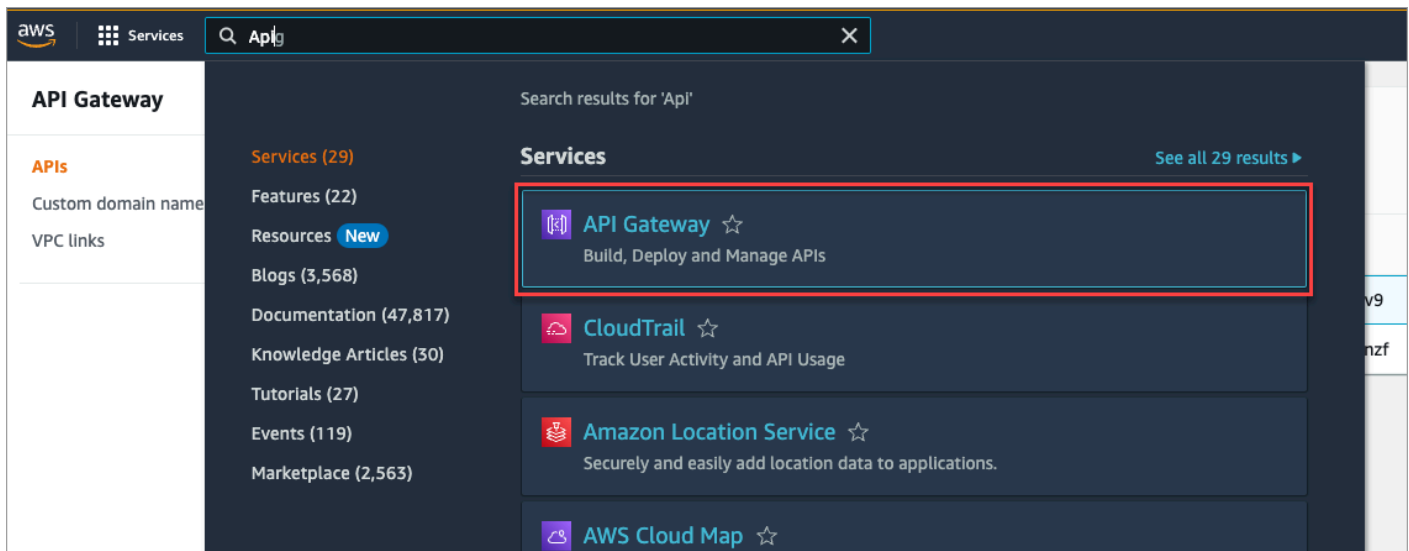 aws
Services
Apig
API Gateway
APIs
Custom domain name
VPC links
Search results for 'Api'
Services (29)
Features (22)
Resources New
Blogs (3,568)
Documentation (47,817)
Knowledge Articles (30)
Tutorials (27)
Events (119)
Marketplace (2,563)
Services
See all 29 results
API Gateway
Build, Deploy and Manage APIs
CloudTrail
Track User Activity and API Usage
Amazon Location Service
Securely and easily add location data to applications.
AWS Cloud Map
v9
nzf